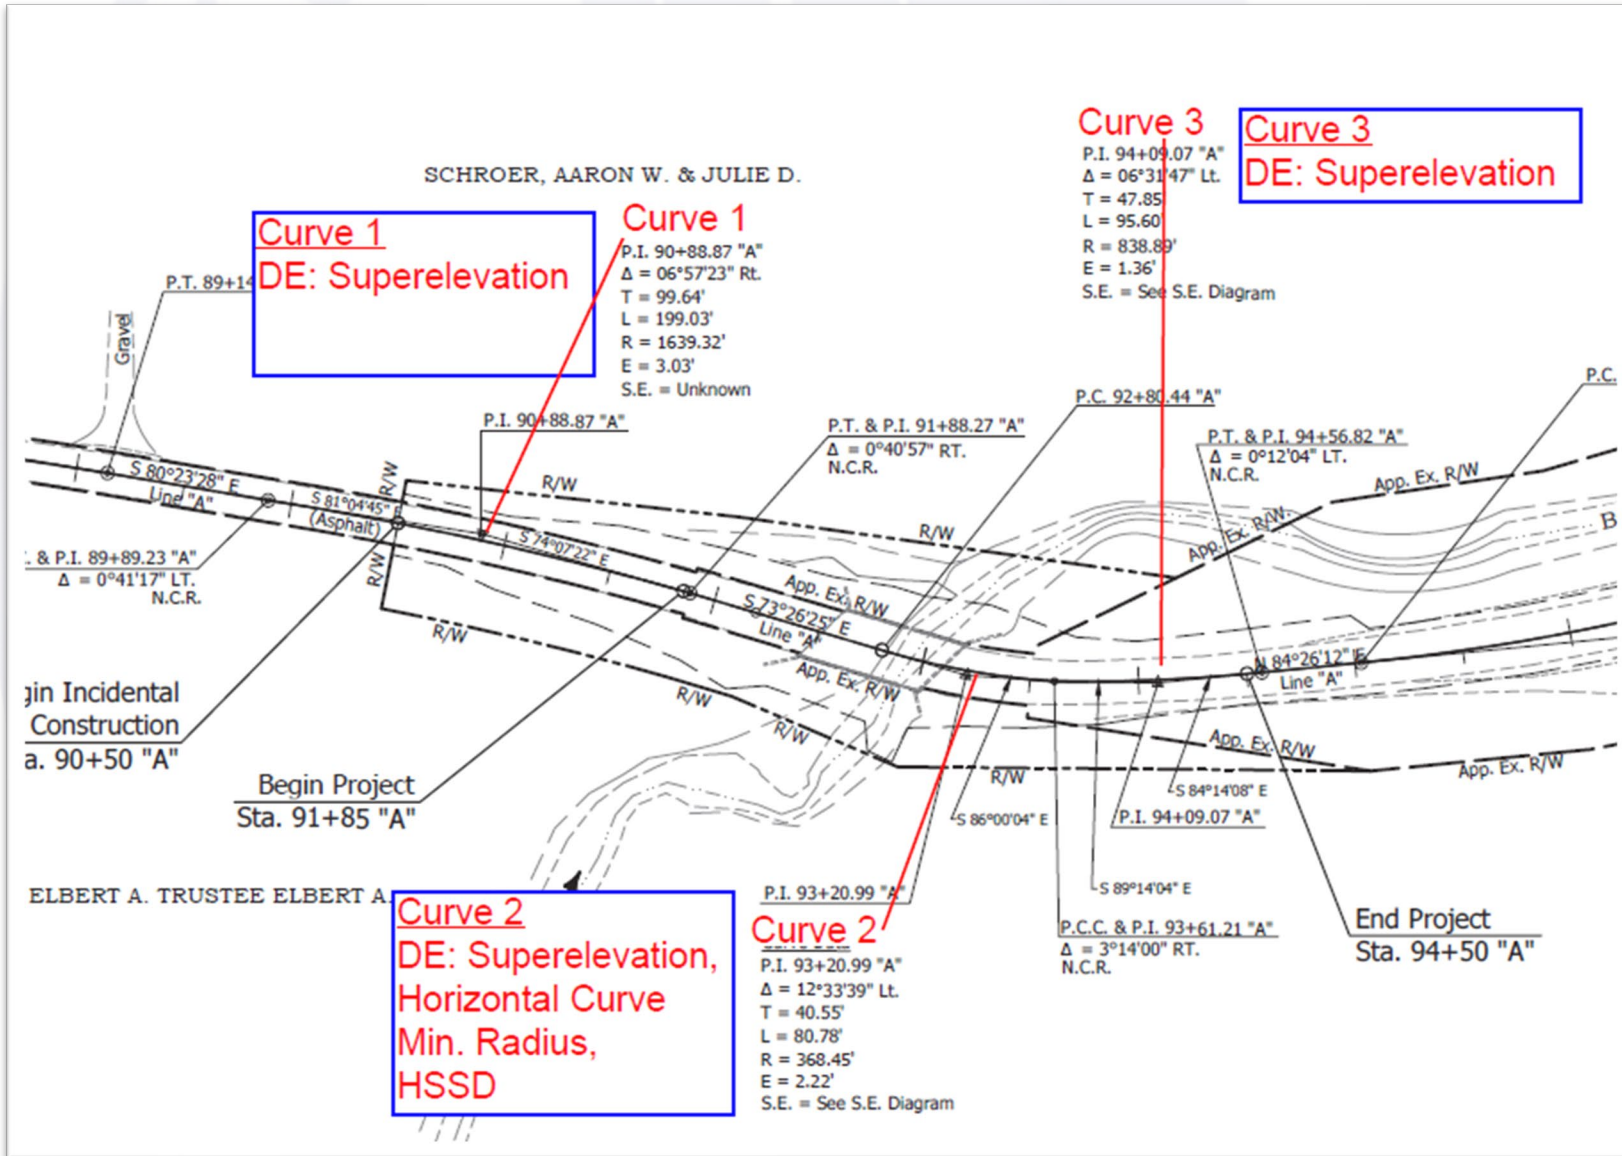 Curve 3
P.I. 94+09.07 "A"
Δ = 06°31'47" Lt.
T = 47.85
L = 95.60'
R = 838.89'
E = 1.36'
S.E. = See S.E. Diagram
Curve 3
DE: Superelevation
SCHROER, AARON W. & JULIE D.
Curve 1
DE: Superelevation
Curve 1
P.I. 90+88.87 "A"
Δ = 06°57'23" Rt.
T = 99.64'
L = 199.03'
R = 1639.32'
E = 3.03'
S.E. = Unknown
P.T. 89+14
Gravel
P.I. 90+88.87 "A"
P.T. & P.I. 91+88.27 "A"
Δ = 0°40'57" RT.
N.C.R.
P.C. 92+80.44 "A"
P.T. & P.I. 94+56.82 "A"
Δ = 0°12'04" LT.
N.C.R.
P.C.
S 80°23'28" E
Line "A"
S 81°04'45" E
(Asphalt)
R/W
R/W
R/W
S 74°07'22" E
R/W
App. Ex. R/W
App. Ex. R/W.
B
. & P.I. 89+89.23 "A"
Δ = 0°41'17" LT.
N.C.R.
App. Ex. R/W
S 73°26'25" E
Line "A"
App. Ex. R/W
N 84°26'12" E
Line "A"
R/W
R/W
R/W
App. Ex. R/W
App. Ex. R/W
R/W
gin Incidental
Construction
a. 90+50 "A"
Begin Project
Sta. 91+85 "A"
S 86°00'04" E
S 84°14'08" E
P.I. 94+09.07 "A"
S 89°14'04" E
ELBERT A. TRUSTEE ELBERT A.
Curve 2
DE: Superelevation,
Horizontal Curve
Min. Radius,
HSSD
P.I. 93+20.99 "A"
Curve 2
P.I. 93+20.99 "A"
Δ = 12°33'39" Lt.
T = 40.55'
L = 80.78'
R = 368.45'
E = 2.22'
S.E. = See S.E. Diagram
P.C.C. & P.I. 93+61.21 "A"
Δ = 3°14'00" RT.
N.C.R.
End Project
Sta. 94+50 "A"